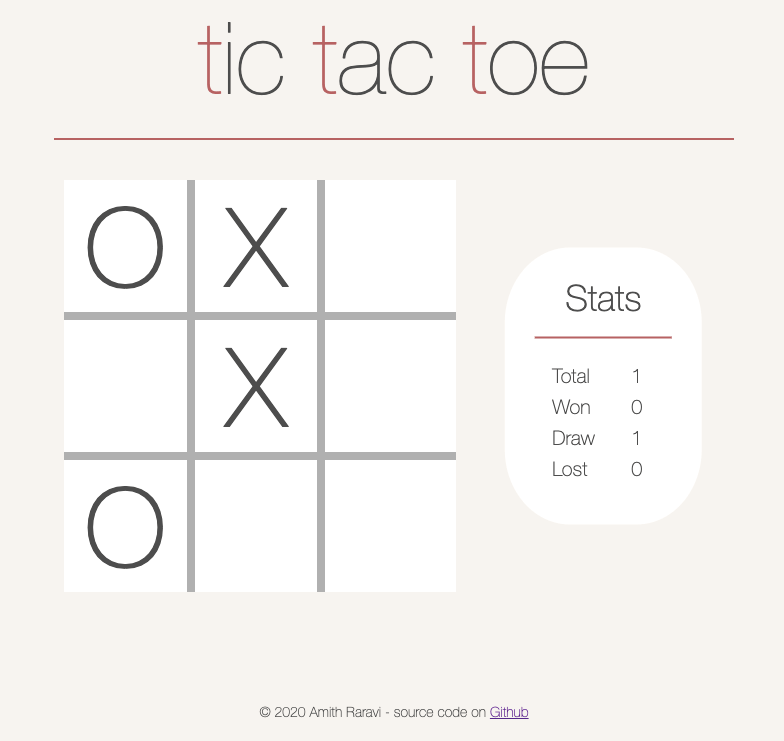 tic tac toe
O X
X
O
Stats
Total 1
Won 0
Draw 1
Lost 0
© 2020 Amith Raravi - source code on Github